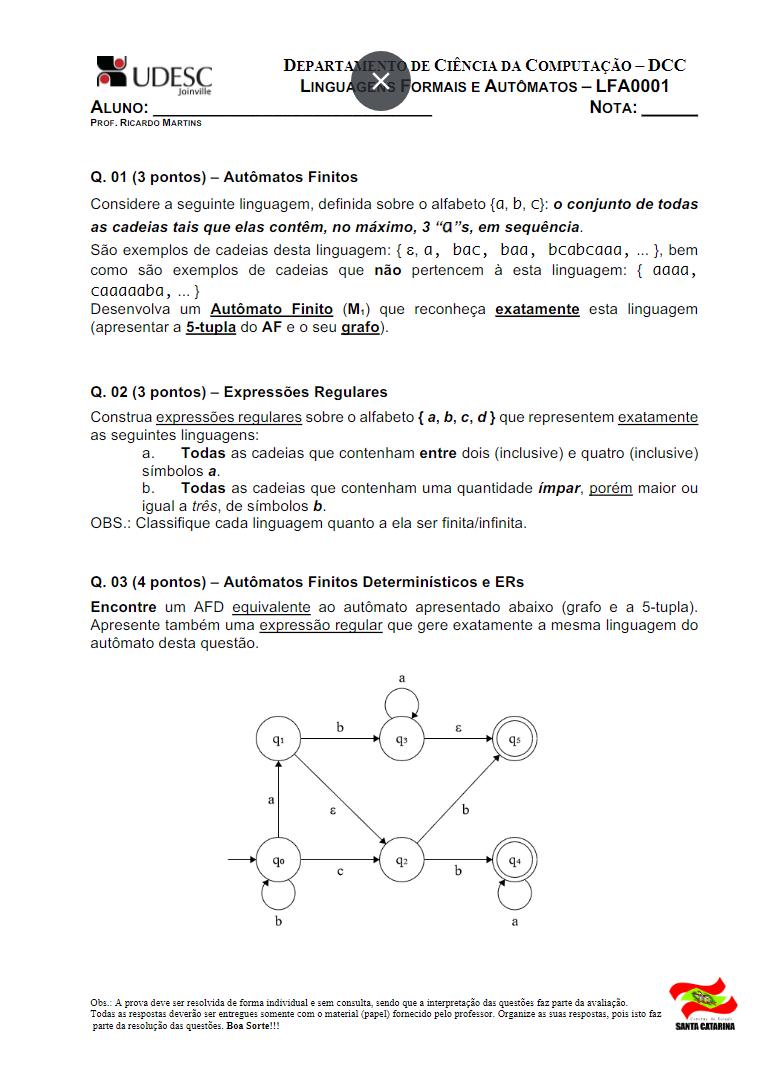 UDESC
Joinville
DEPARTAMENTO DE CIÊNCIA DA COMPUTAÇÃO – DCC
LINGUAGENS FORMAIS E AUTÔMATOS – LFA0001
ALUNO: ____________________________ NOTA: ______
PROF. RICARDO MARTINS
Q. 01 (3 pontos) – Autômatos Finitos
Considere a seguinte linguagem, definida sobre o alfabeto {a, b, c}: o conjunto de todas
as cadeias tais que elas contêm, no máximo, 3 “a”s, em sequência.
São exemplos de cadeias desta linguagem: { ε, a, bac, baa, bcabcaaa, ... }, bem
como são exemplos de cadeias que não pertencem à esta linguagem: { aaaa,
caaaaaba, ... }
Desenvolva um Autômato Finito (M₁) que reconheça exatamente esta linguagem
(apresentar a 5-tupla do AF e o seu grafo).
Q. 02 (3 pontos) – Expressões Regulares
Construa expressões regulares sobre o alfabeto { a, b, c, d } que representem exatamente
as seguintes linguagens:
a. Todas as cadeias que contenham entre dois (inclusive) e quatro (inclusive)
símbolos a.
b. Todas as cadeias que contenham uma quantidade ímpar, porém maior ou
igual a três, de símbolos b.
OBS.: Classifique cada linguagem quanto a ela ser finita/infinita.
Q. 03 (4 pontos) – Autômatos Finitos Determinísticos e ERs
Encontre um AFD equivalente ao autômato apresentado abaixo (grafo e a 5-tupla).
Apresente também uma expressão regular que gere exatamente a mesma linguagem do
autômato desta questão.
a
q₁ b q₃ ε q₅
a ε b
q₀ c q₂ b q₄
b a
Obs.: A prova deve ser resolvida de forma individual e sem consulta, sendo que a interpretação das questões faz parte da avaliação.
Todas as respostas deverão ser entregues somente com o material (papel) fornecido pelo professor. Organize as suas respostas, pois isto faz
parte da resolução das questões. Boa Sorte!!!
SANTA CATARINA